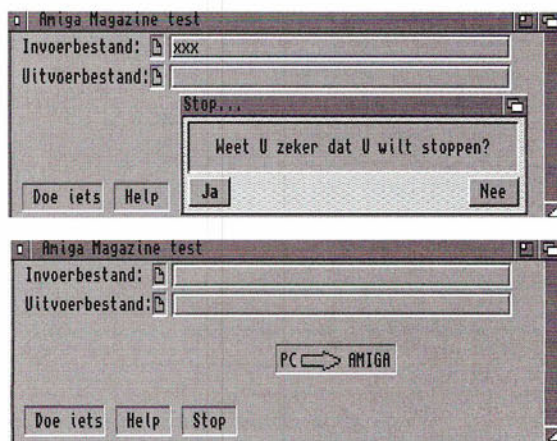 Amiga Magazine test
Invoerbestand: xxx
Uitvoerbestand:
Stop...
Weet U zeker dat U wilt stoppen?
Ja Nee
Doe iets Help
Amiga Magazine test
Invoerbestand:
Uitvoerbestand:
PC AMIGA
Doe iets Help Stop